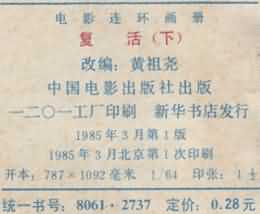 电影连环画册
复活（下）
改编：黄祖尧
中国电影出版社出版
一二〇一工厂印刷 新华书店发行
1985年3月第1版
1985年3月北京第1次印刷
开本：787×1092毫米 1/64 印张：1½
统一书号：8061·2737 定价：0.28元